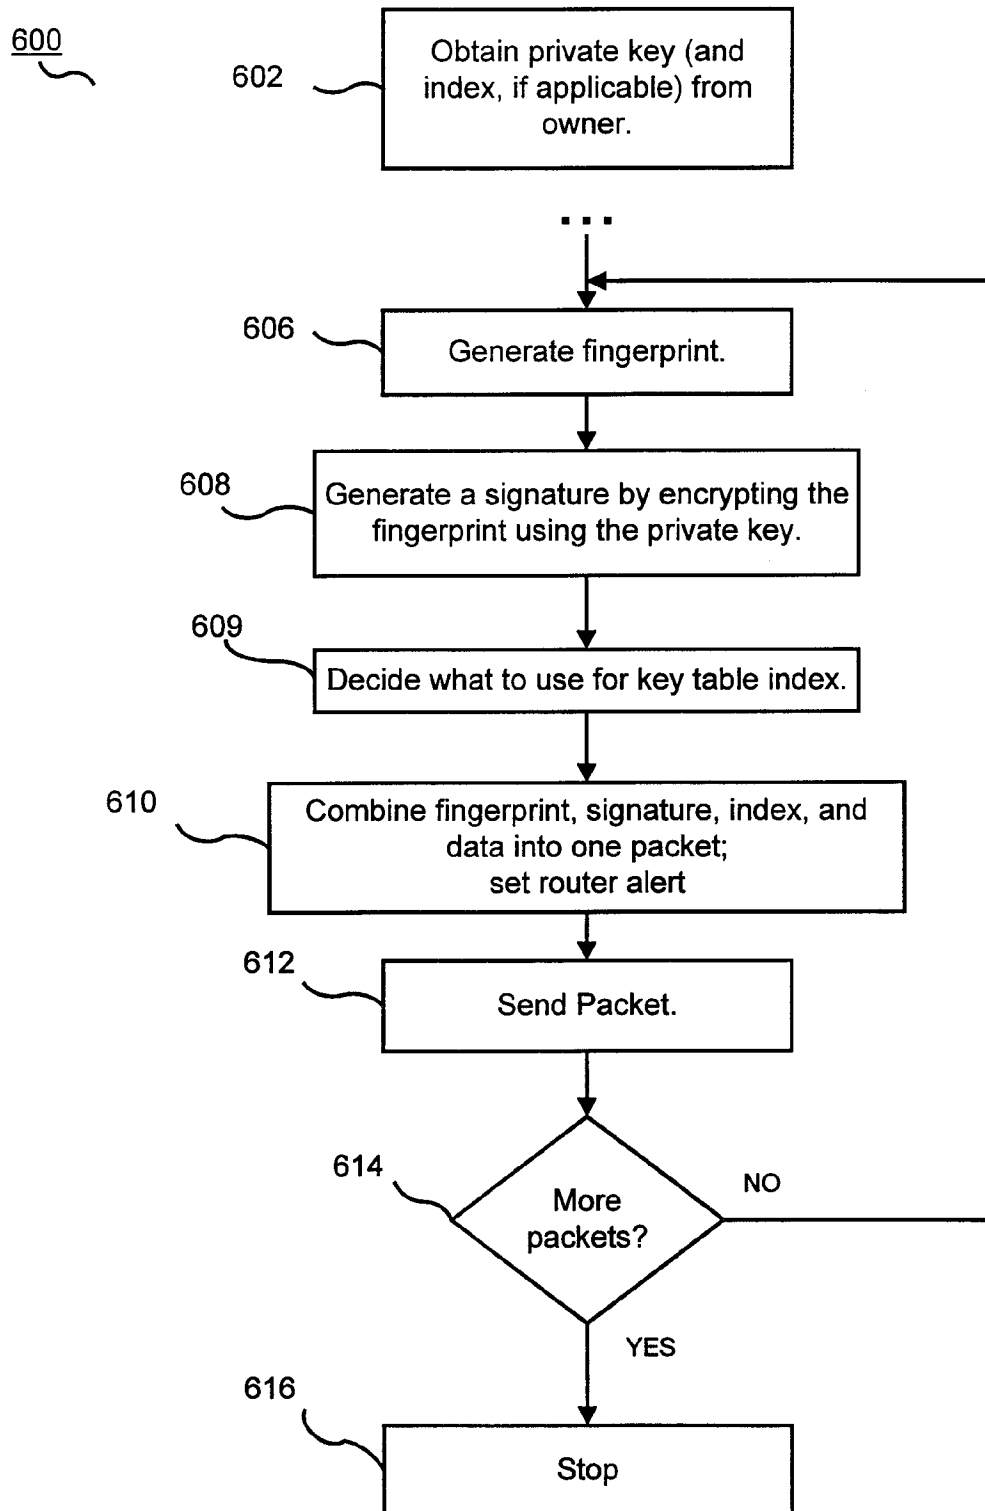 600
602
Obtain private key (and
index, if applicable) from
owner.
...
606
Generate fingerprint.
608
Generate a signature by encrypting the
fingerprint using the private key.
609
Decide what to use for key table index.
610
Combine fingerprint, signature, index, and
data into one packet;
set router alert
612
Send Packet.
614
More
packets?
NO
YES
616
Stop